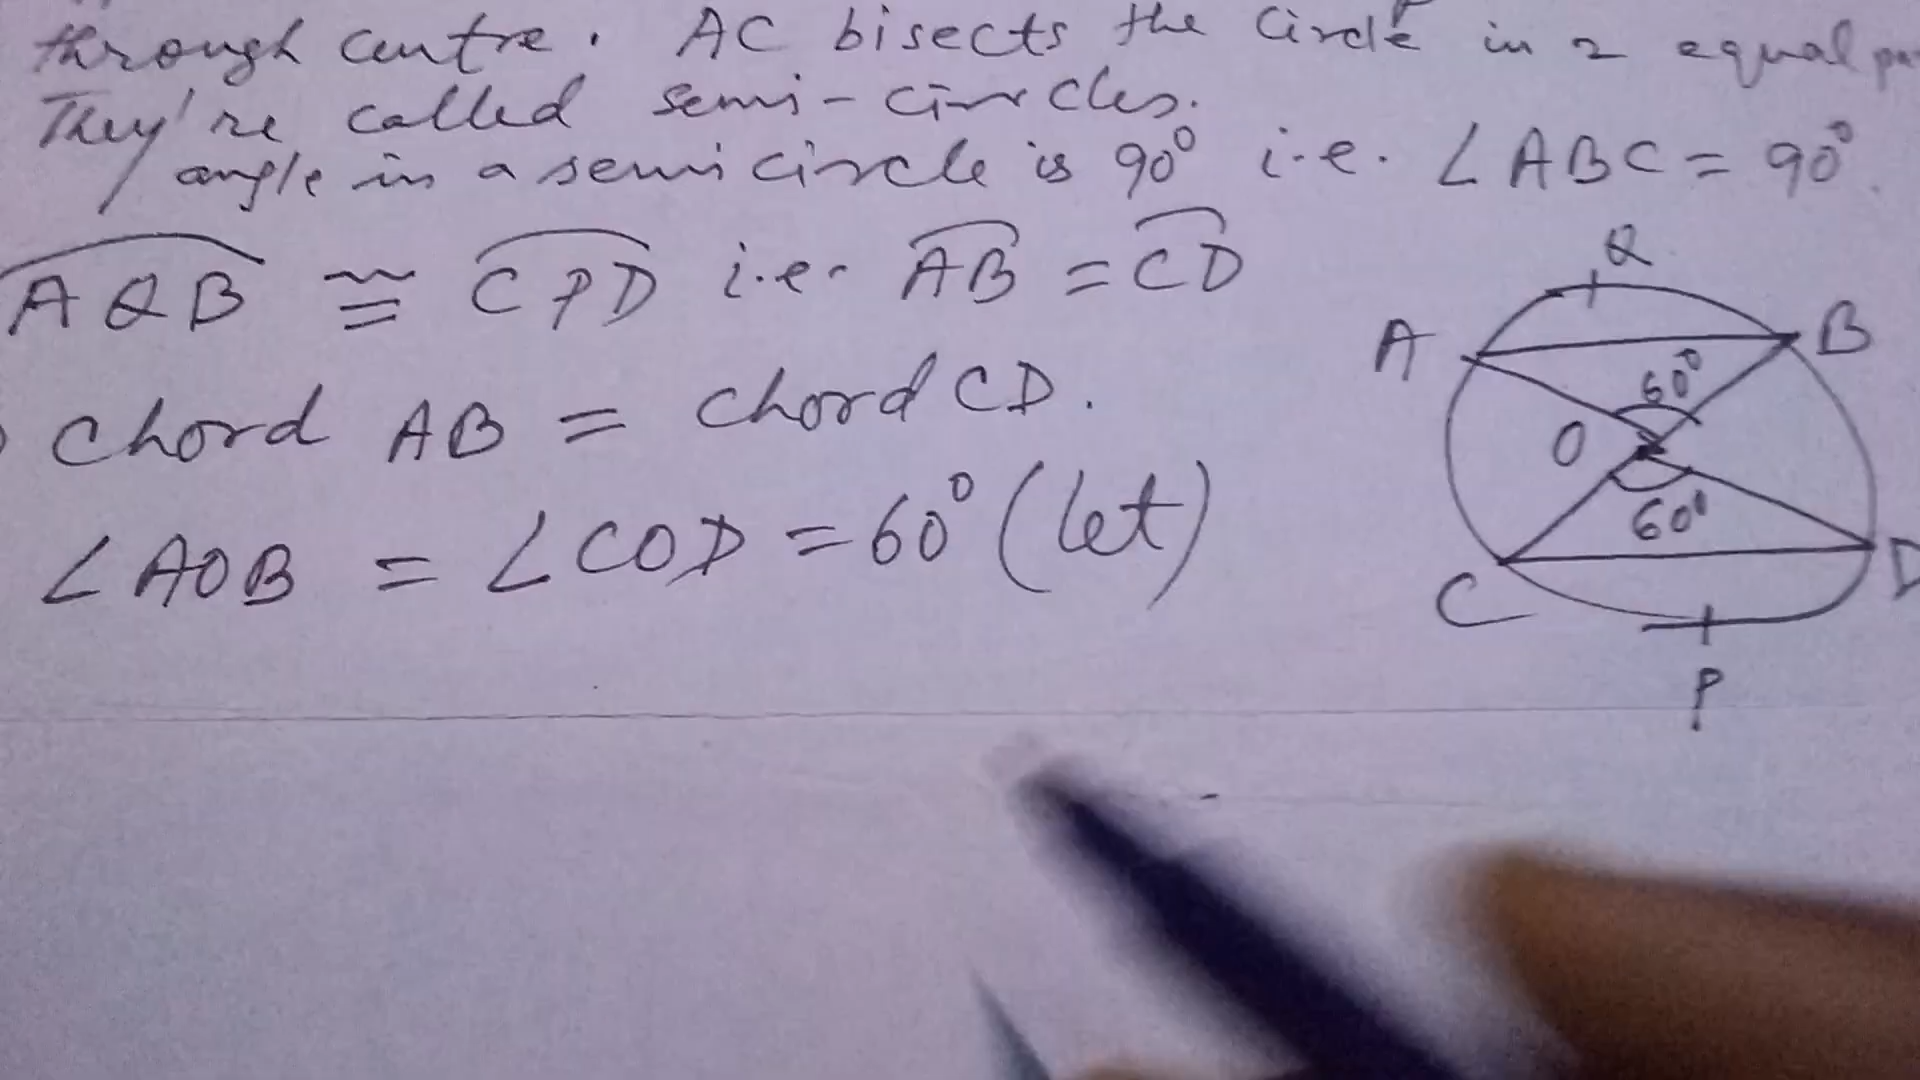 through centre. AC bisects the Circle in 2 equal
They're called semi-circles.
angle in a semicircle is 90° i.e. ∠ABC = 90°.
AQB ≅ CPD i.e. AB = CD
Chord AB = Chord CD.
∠AOB = ∠COD = 60° (let)
Q
A
B
60°
O
60°
C
D
P